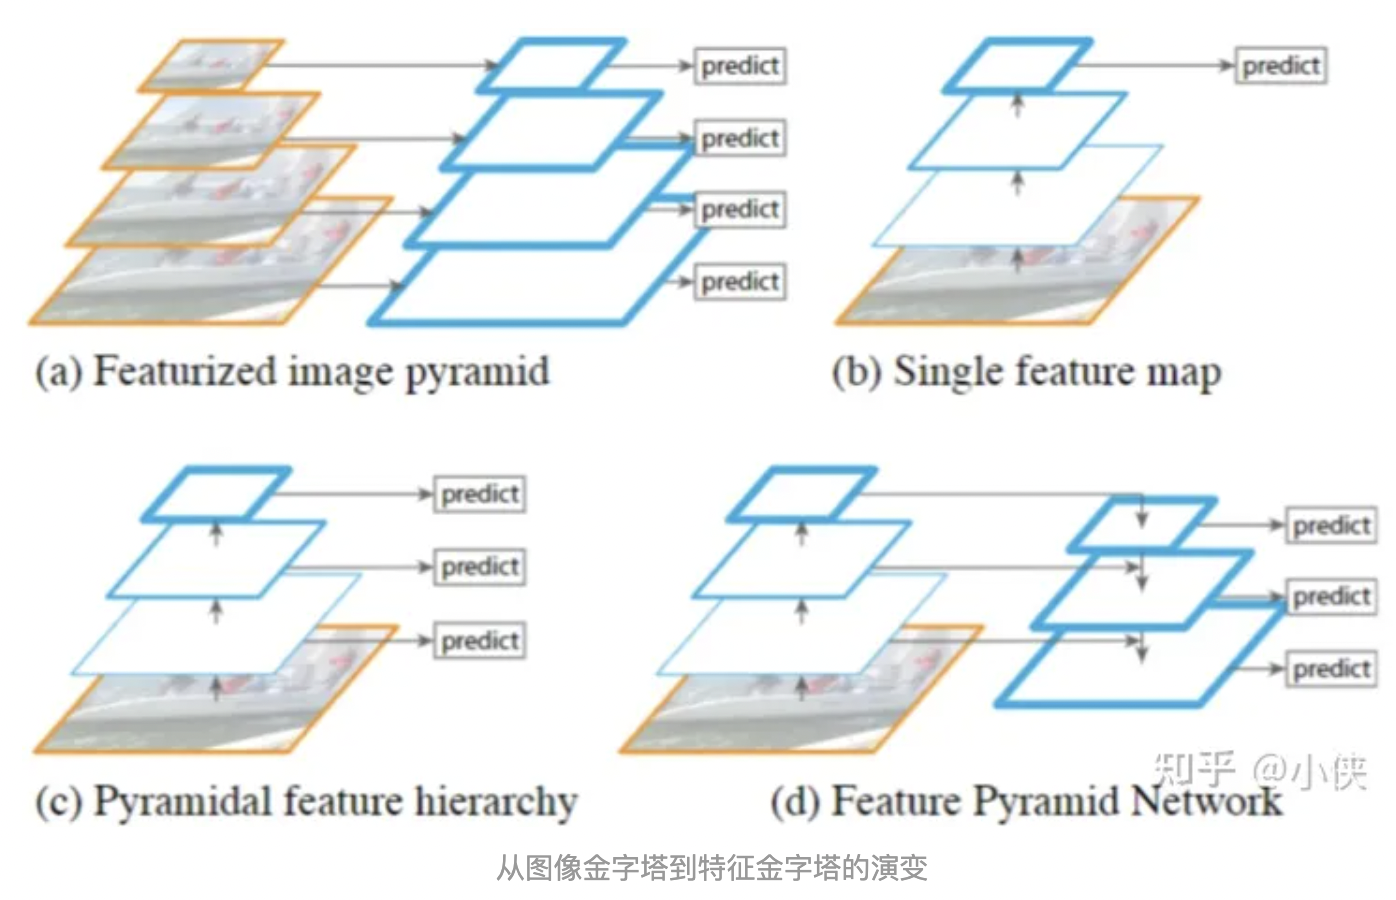 predict
predict
predict
predict
(a) Featurized image pyramid
predict
(b) Single feature map
predict
predict
predict
(c) Pyramidal feature hierarchy
predict
predict
predict
(d) Feature Pyramid Network
知乎 @小侠
从图像金字塔到特征金字塔的演变